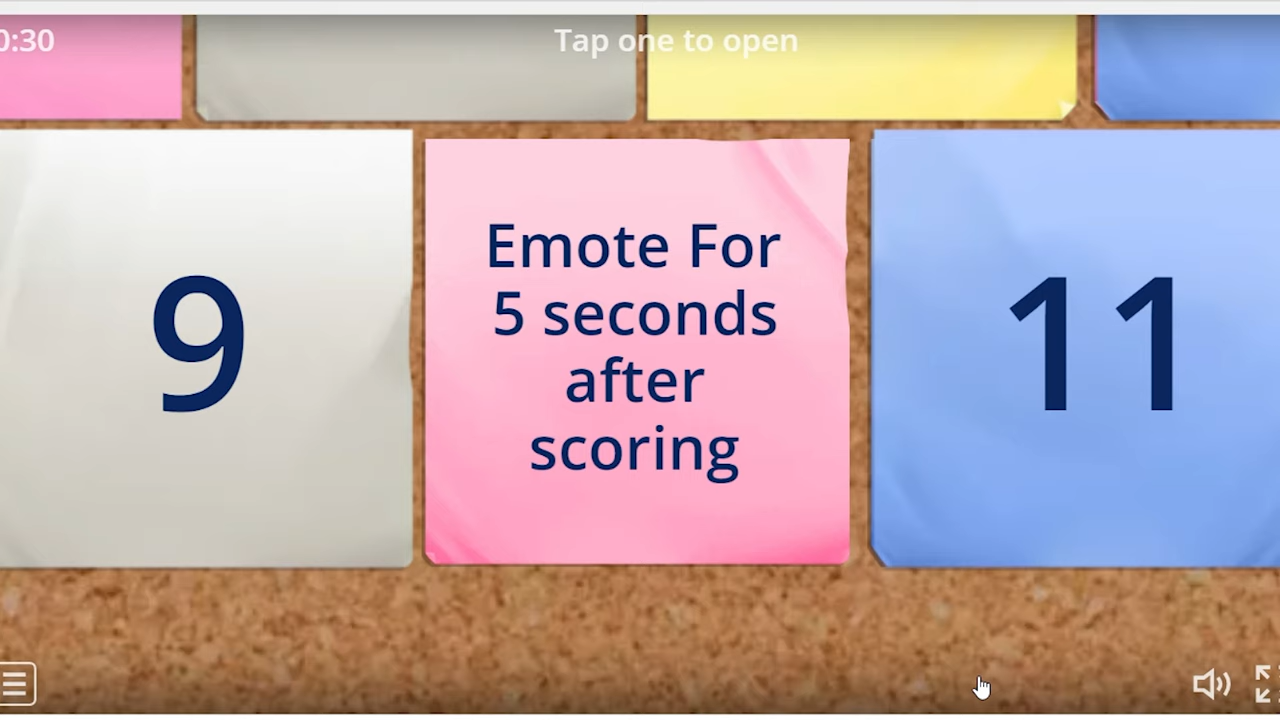 0:30
Tap one to open
9
Emote For
5 seconds
after
scoring
11